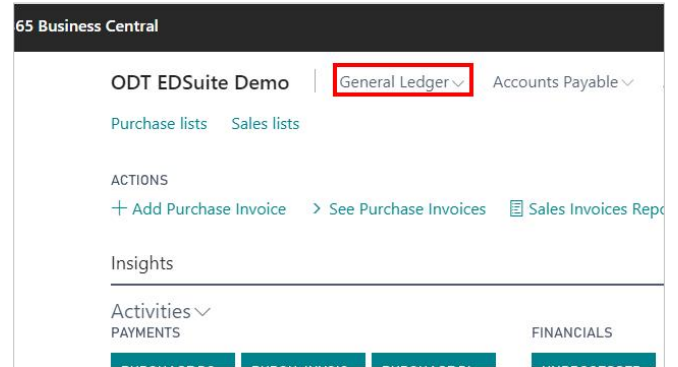 65 Business Central
ODT EDSuite Demo General Ledger Accounts Payable
Purchase lists Sales lists
ACTIONS
+ Add Purchase Invoice > See Purchase Invoices Sales Invoices Repo
Insights
Activities
PAYMENTS FINANCIALS